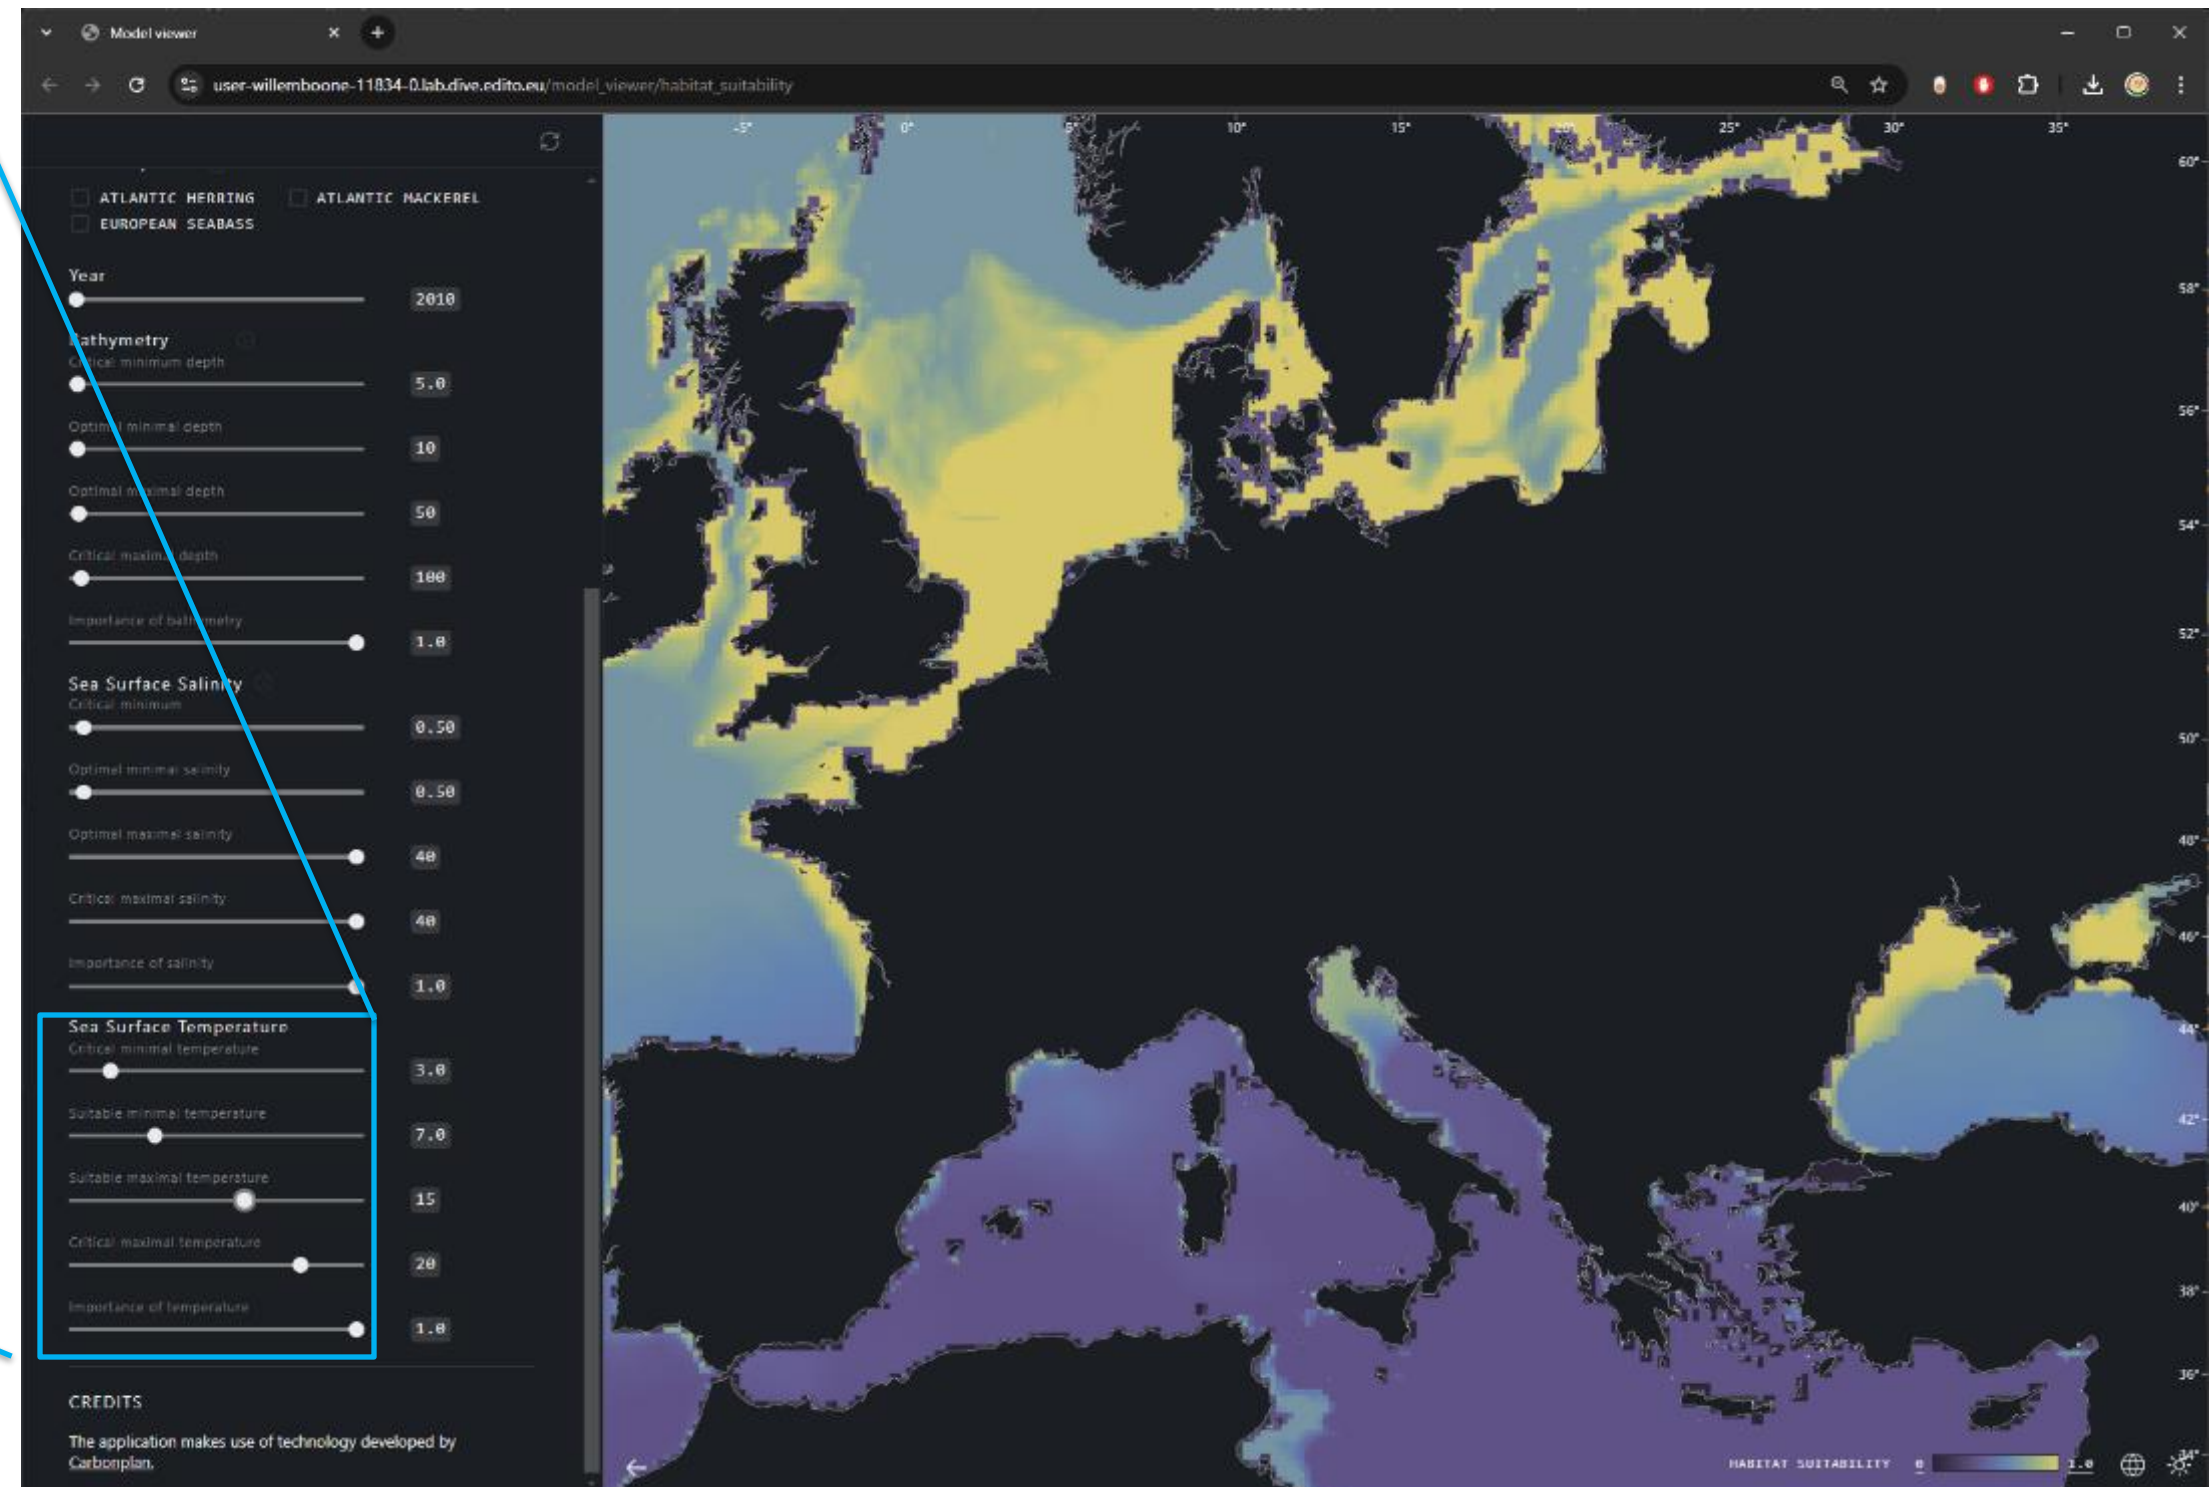 Model viewer
user-willemboone-11834-0.lab.dive.edito.eu/model_viewer/habitat_suitability
ATLANTIC HERRING ATLANTIC MACKEREL
EUROPEAN SEABASS
Year
2010
Bathymetry
Critical minimum depth
5.0
Optimal minimal depth
10
Optimal maximal depth
50
Critical maximal depth
100
Importance of bathymetry
1.0
Sea Surface Salinity
Critical minimum
0.50
Optimal minimal salinity
0.50
Optimal maximal salinity
40
Critical maximal salinity
40
Importance of salinity
1.0
Sea Surface Temperature
Critical minimal temperature
3.0
Suitable minimal temperature
7.0
Suitable maximal temperature
15
Critical maximal temperature
20
Importance of temperature
1.0
CREDITS
The application makes use of technology developed by
Carbonplan.
-5° 0° 5° 10° 15° 20° 25° 30° 35°
60°
58°
56°
54°
52°
50°
48°
46°
44°
42°
40°
38°
36°
34°
HABITAT SUITABILITY 0 1.0